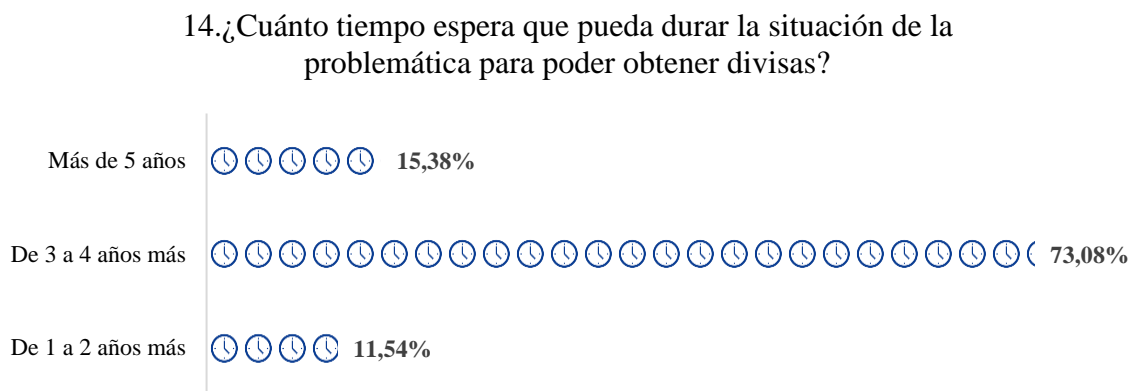 14.¿Cuánto tiempo espera que pueda durar la situación de la
problemática para poder obtener divisas?
Más de 5 años 15,38%
De 3 a 4 años más 73,08%
De 1 a 2 años más 11,54%